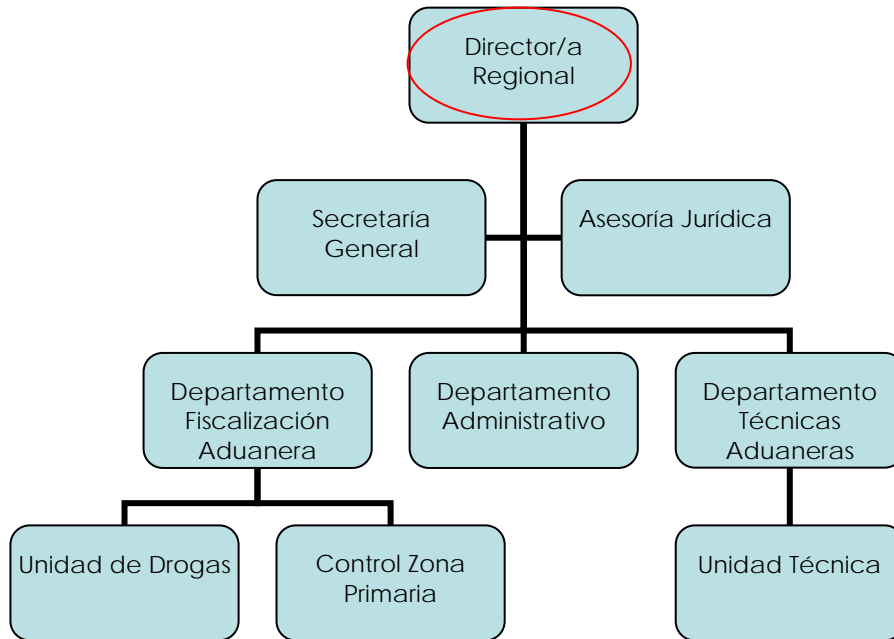 Director/a
Regional
Secretaría
General
Asesoría Jurídica
Departamento
Fiscalización
Aduanera
Departamento
Administrativo
Departamento
Técnicas
Aduaneras
Unidad de Drogas
Control Zona
Primaria
Unidad Técnica